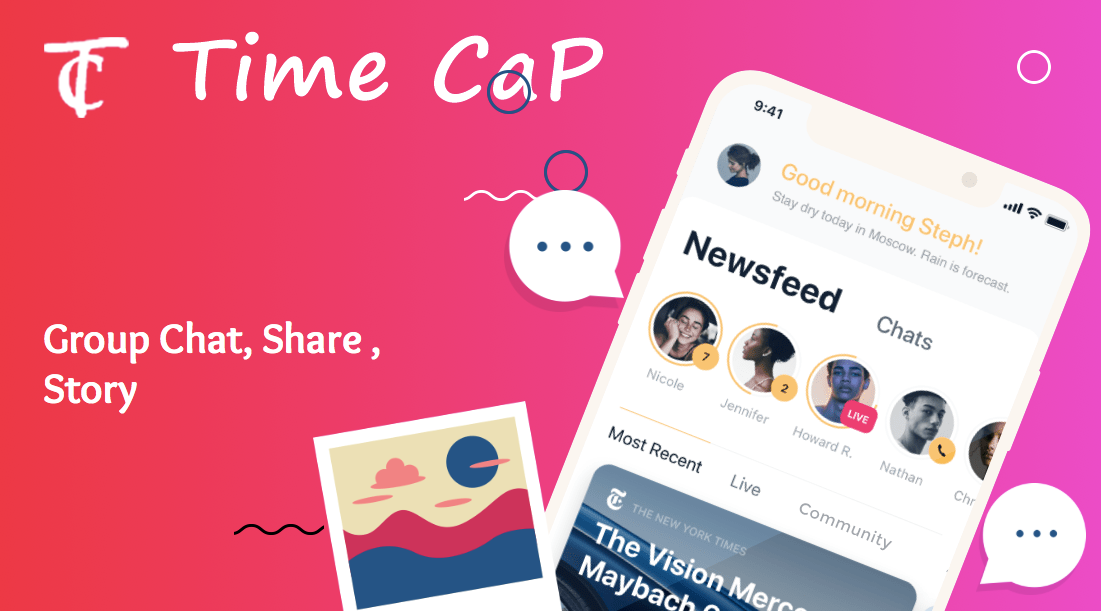 TC Time CaP
9:41
Good morning Steph!
Stay dry today in Moscow. Rain is forecast.
Newsfeed
Chats
7
2
LIVE
Nicole
Jennifer
Howard R.
Nathan
Chr
Group Chat, Share ,
Story
Most Recent
Live
Community
THE NEW YORK TIMES
The Vision Merce
Maybach